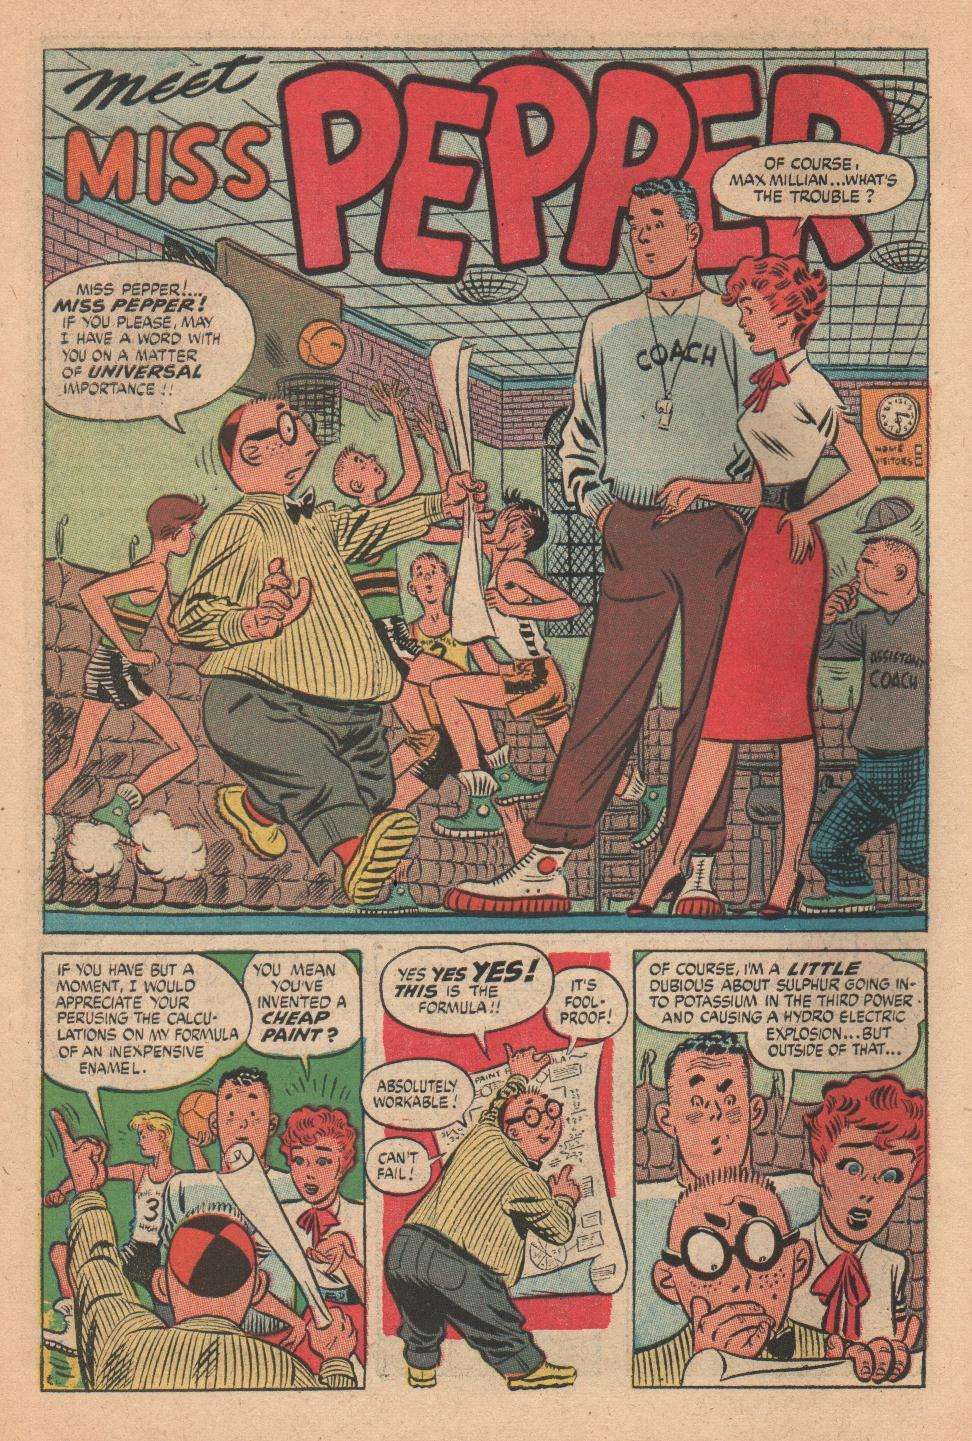 MEET
MISS PEPPER
OF COURSE,
MAX MILLIAN...WHAT'S
THE TROUBLE?
MISS PEPPER!...
MISS PEPPER!
IF YOU PLEASE, MAY
I HAVE A WORD WITH
YOU ON A MATTER
OF UNIVERSAL
IMPORTANCE!!
COACH
HOME
VISITORS
ASSISTANT
COACH
IF YOU HAVE BUT A
MOMENT, I WOULD
APPRECIATE YOUR
PERUSING THE CALCU-
LATIONS ON MY FORMULA
OF AN INEXPENSIVE
ENAMEL.
YOU MEAN
YOU'VE
INVENTED A
CHEAP
PAINT?
3
HIGH
YES YES YES!
THIS IS THE
FORMULA!!
IT'S
FOOL-
PROOF!
ABSOLUTELY
WORKABLE!
CAN'T
FAIL!
PAINT
OF COURSE, I'M A LITTLE
DUBIOUS ABOUT SULPHUR GOING IN-
TO POTASSIUM IN THE THIRD POWER
AND CAUSING A HYDRO ELECTRIC
EXPLOSION...BUT
OUTSIDE OF THAT...